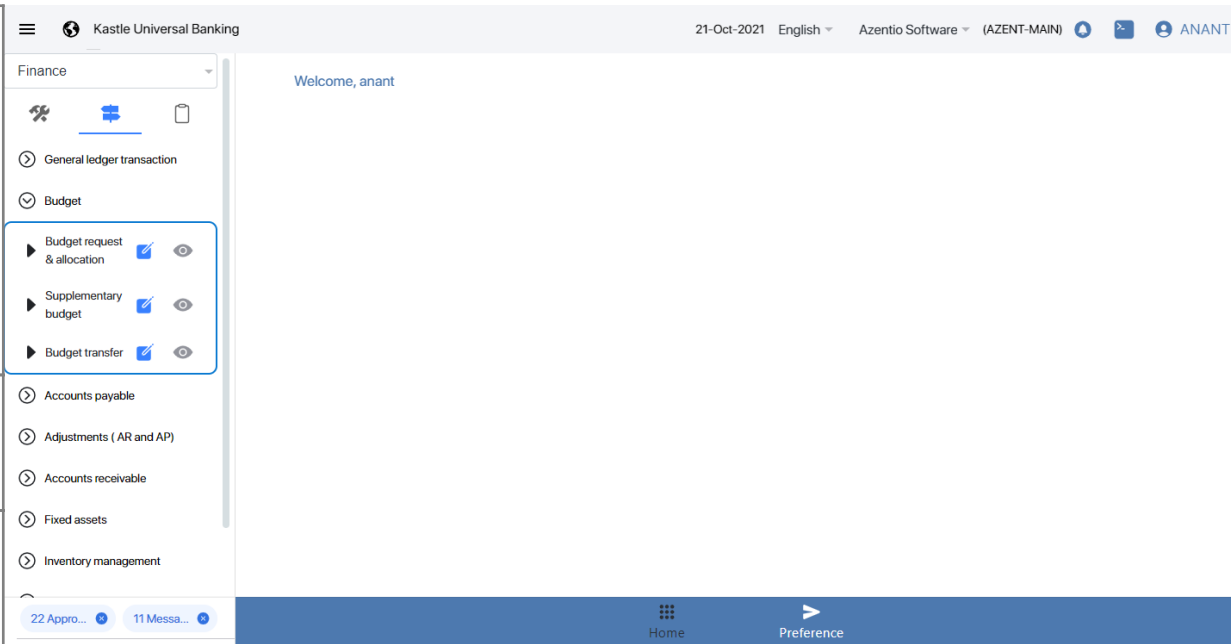 Kastle Universal Banking
21-Oct-2021 English Azentio Software (AZENT-MAIN) ANANT
Finance
Welcome, anant
General ledger transaction
Budget
Budget request
& allocation
Supplementary
budget
Budget transfer
Accounts payable
Adjustments ( AR and AP)
Accounts receivable
Fixed assets
Inventory management
22 Appro... 11 Messa...
Home
Preference